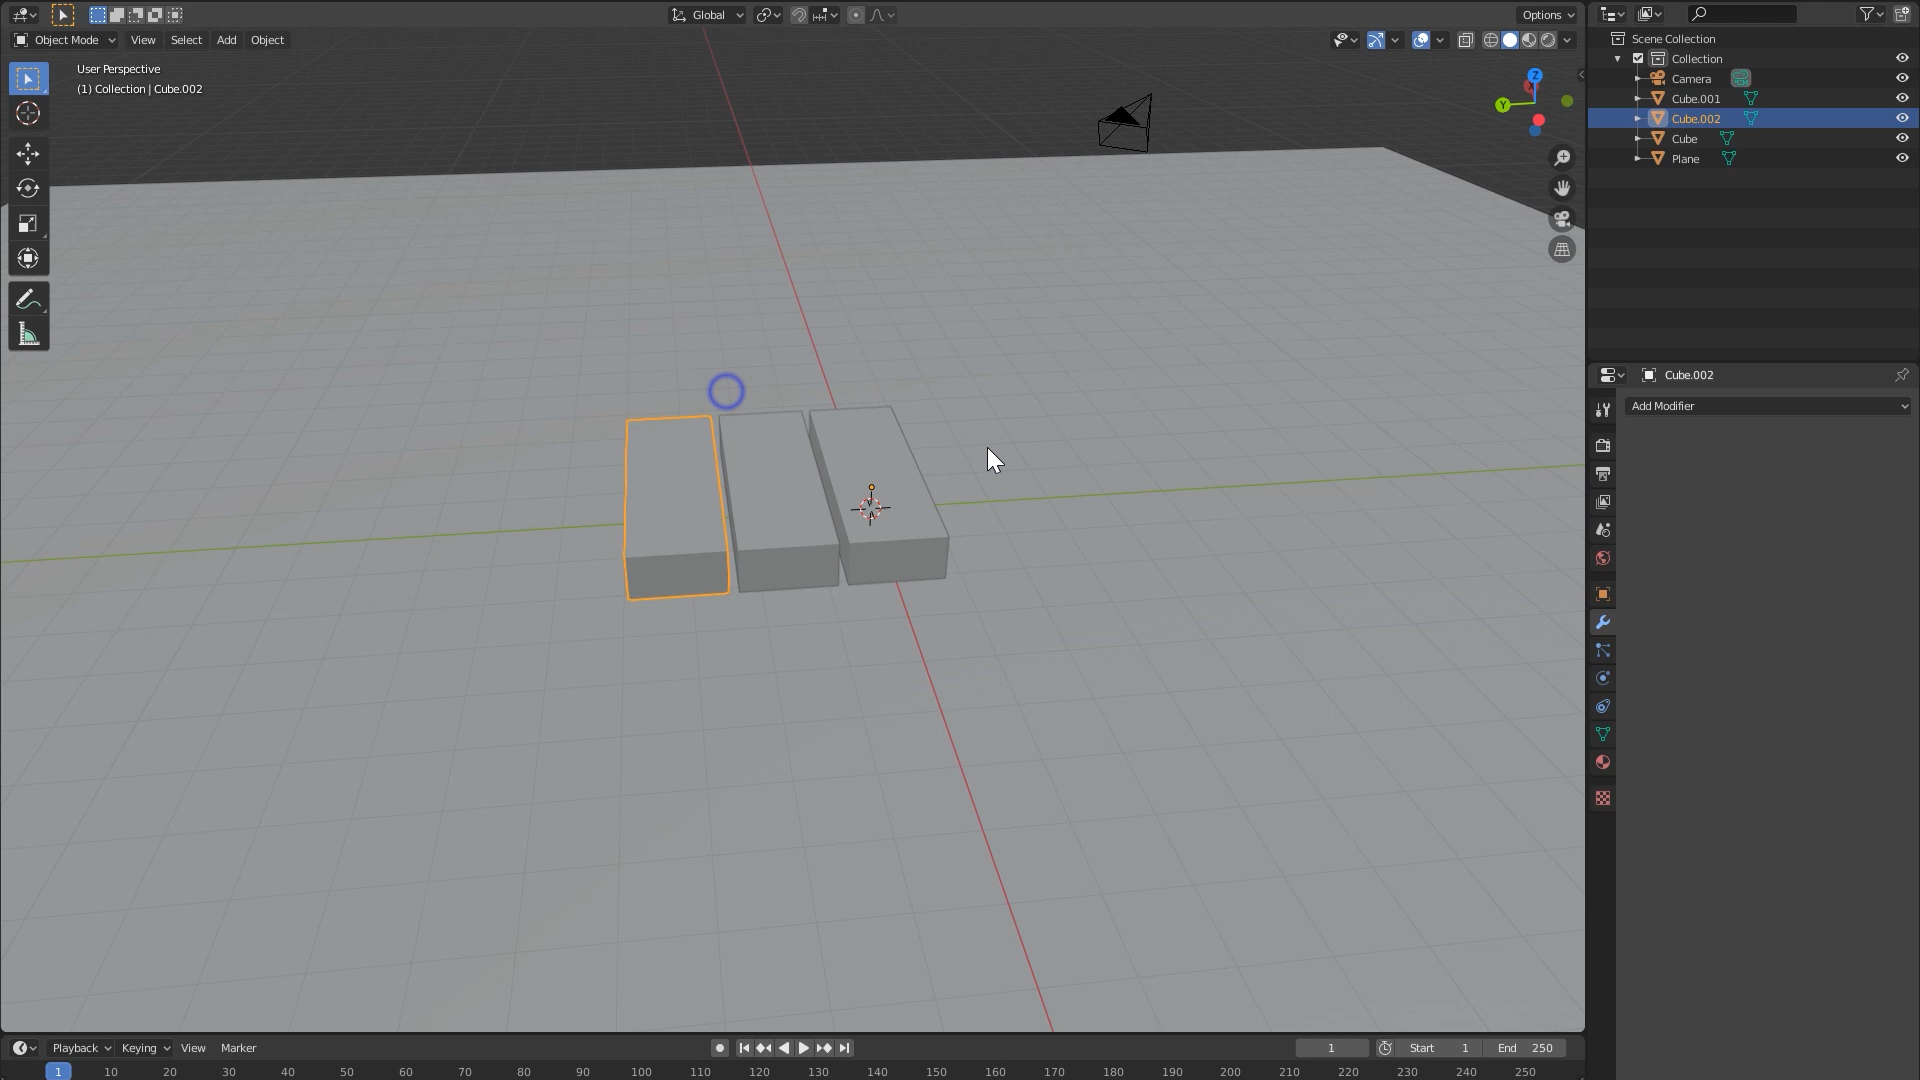 Global
Options
Object Mode
View
Select
Add
Object
User Perspective
(1) Collection | Cube.002
Z
X
Y
Scene Collection
Collection
Camera
Cube.001
Cube.002
Cube
Plane
Cube.002
Add Modifier
Playback
Keying
View
Marker
1
Start 1
End 250
1 10 20 30 40 50 60 70 80 90 100 110 120 130 140 150 160 170 180 190 200 210 220 230 240 250